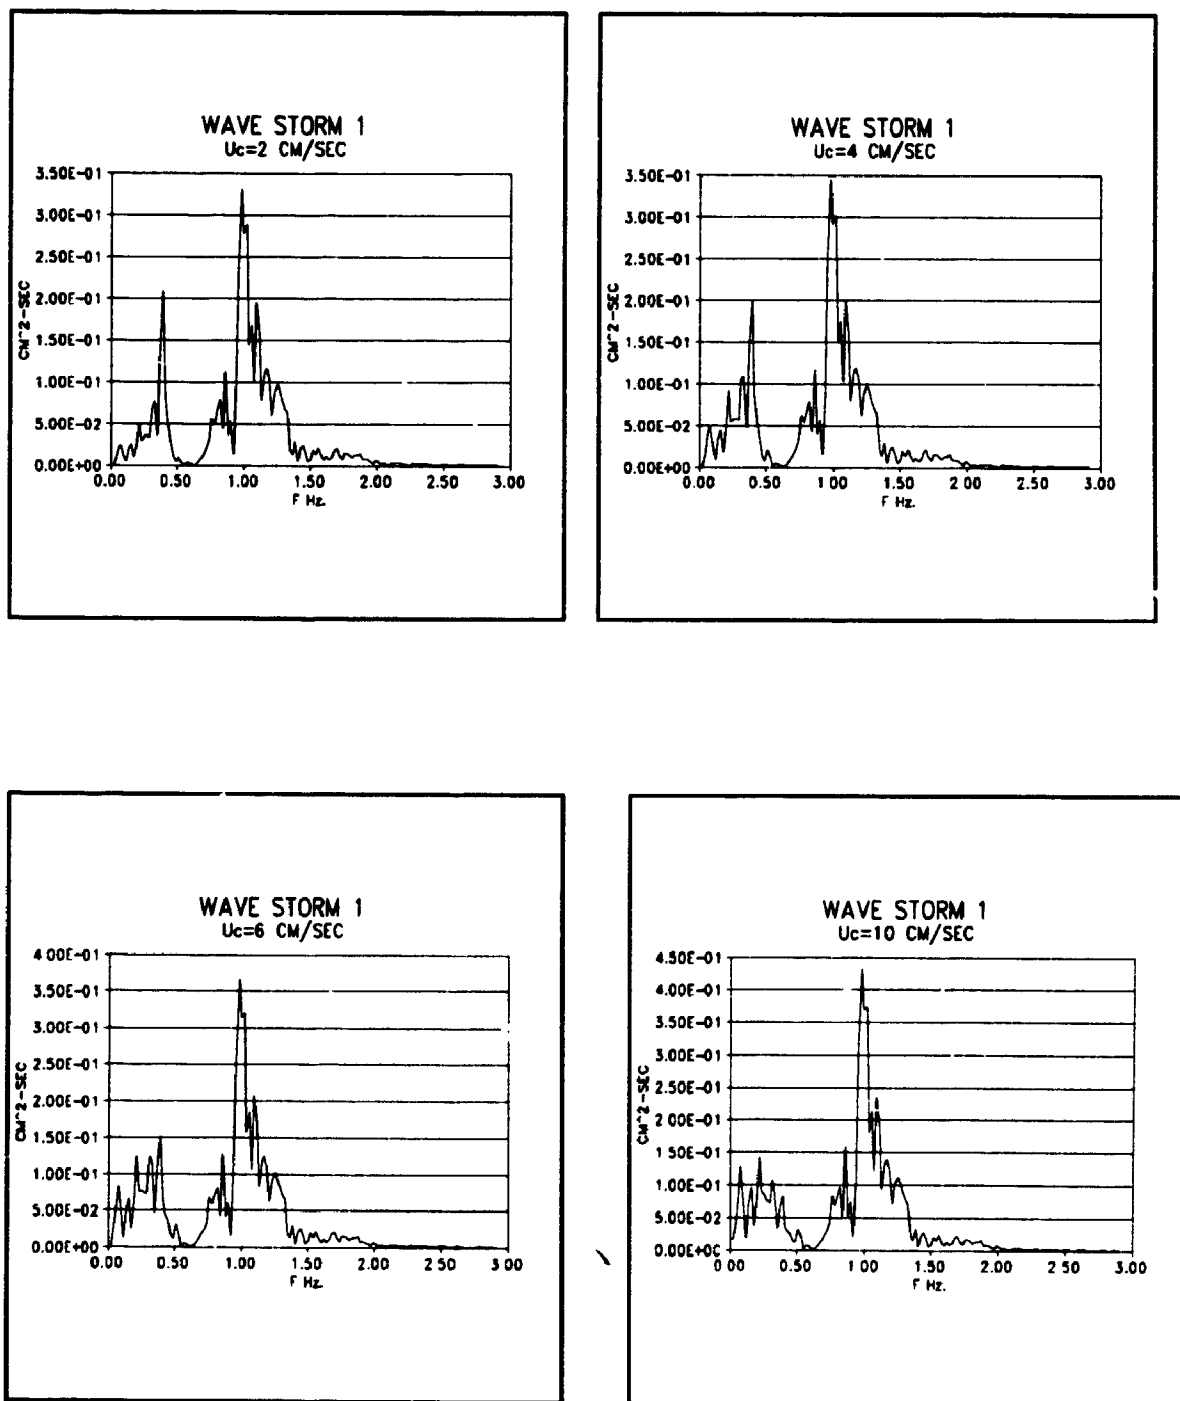 WAVE STORM 1
Uc=2 CM/SEC
3.50E-01
3.00E-01
2.50E-01
2.00E-01
1.50E-01
1.00E-01
5.00E-02
0.00E+00
CM^2-SEC
0.00 0.50 1.00 1.50 2.00 2.50 3.00
F Hz.
WAVE STORM 1
Uc=4 CM/SEC
3.50E-01
3.00E-01
2.50E-01
2.00E-01
1.50E-01
1.00E-01
5.00E-02
0.00E+00
CM^2-SEC
0.00 0.50 1.00 1.50 2.00 2.50 3.00
F Hz.
WAVE STORM 1
Uc=6 CM/SEC
4.00E-01
3.50E-01
3.00E-01
2.50E-01
2.00E-01
1.50E-01
1.00E-01
5.00E-02
0.00E+00
CM^2-SEC
0.00 0.50 1.00 1.50 2.00 2.50 3.00
F Hz.
WAVE STORM 1
Uc=10 CM/SEC
4.50E-01
4.00E-01
3.50E-01
3.00E-01
2.50E-01
2.00E-01
1.50E-01
1.00E-01
5.00E-02
0.00E+00
CM^2-SEC
0.00 0.50 1.00 1.50 2.00 2.50 3.00
F Hz.